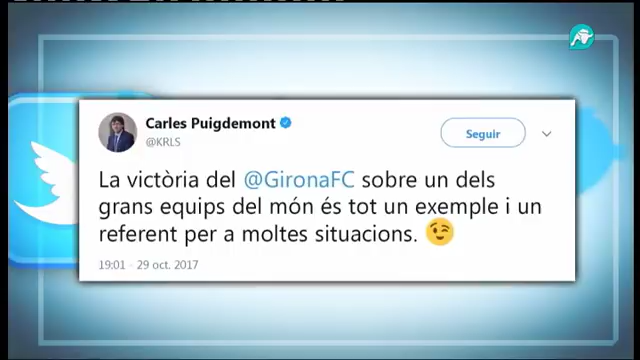 Carles Puigdemont
@KRLS
Seguir
La victòria del @GironaFC sobre un dels
grans equips del món és tot un exemple i un
referent per a moltes situacions. 😉
19:01 - 29 oct. 2017